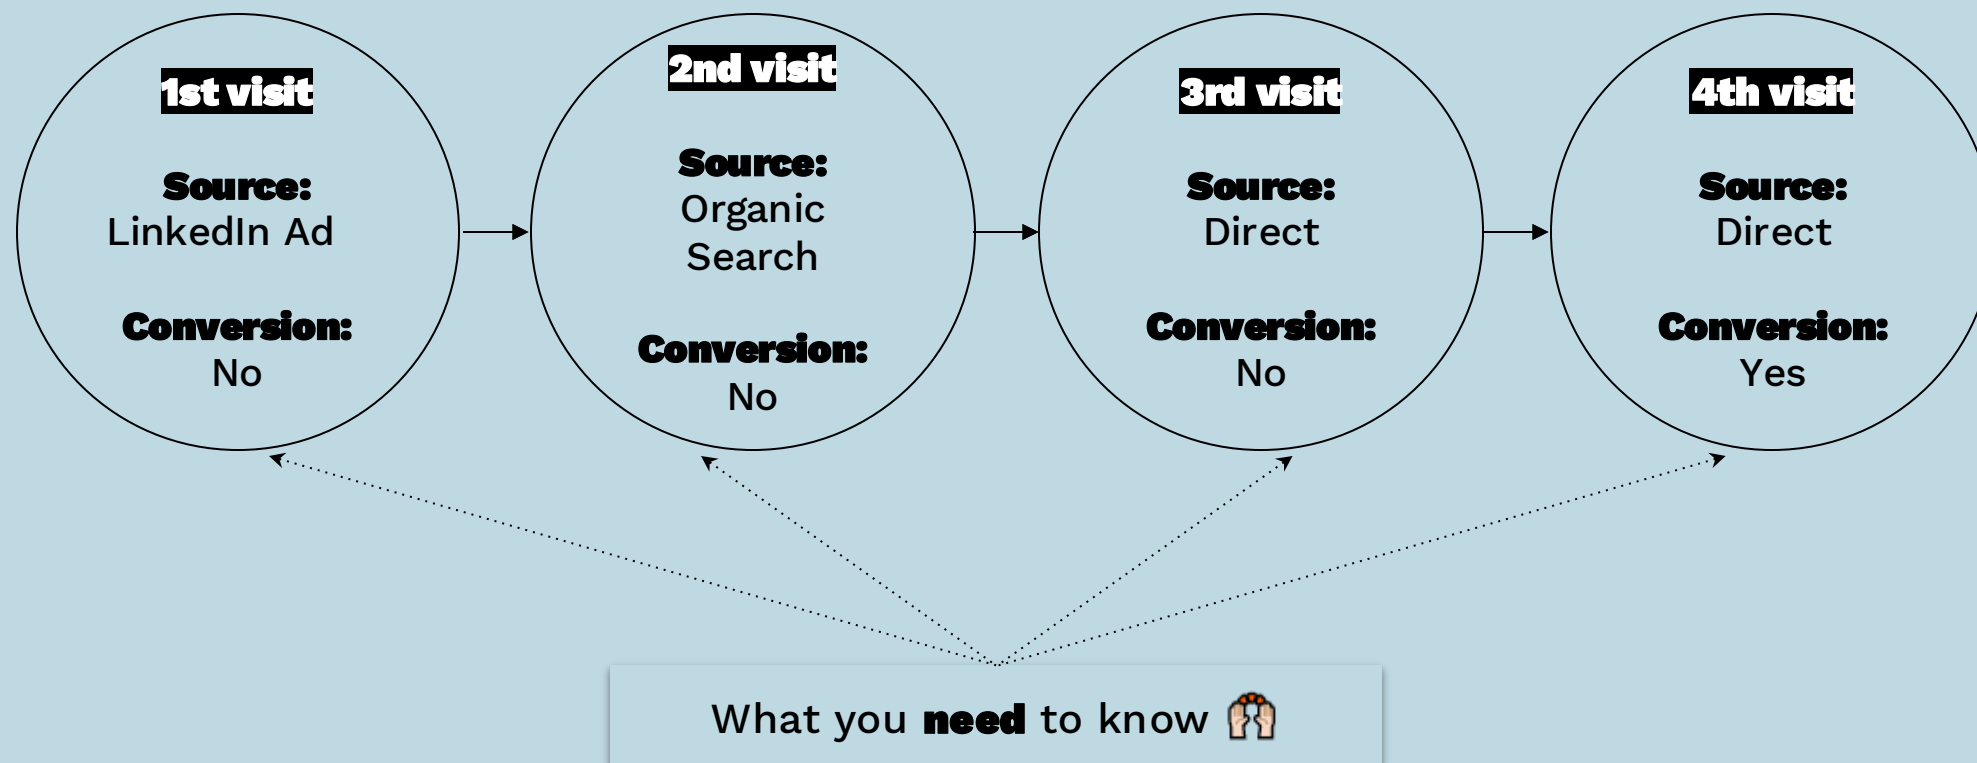 1st visit
Source:
LinkedIn Ad
Conversion:
No
2nd visit
Source:
Organic
Search
Conversion:
No
3rd visit
Source:
Direct
Conversion:
No
4th visit
Source:
Direct
Conversion:
Yes
What you need to know 🙌🏻